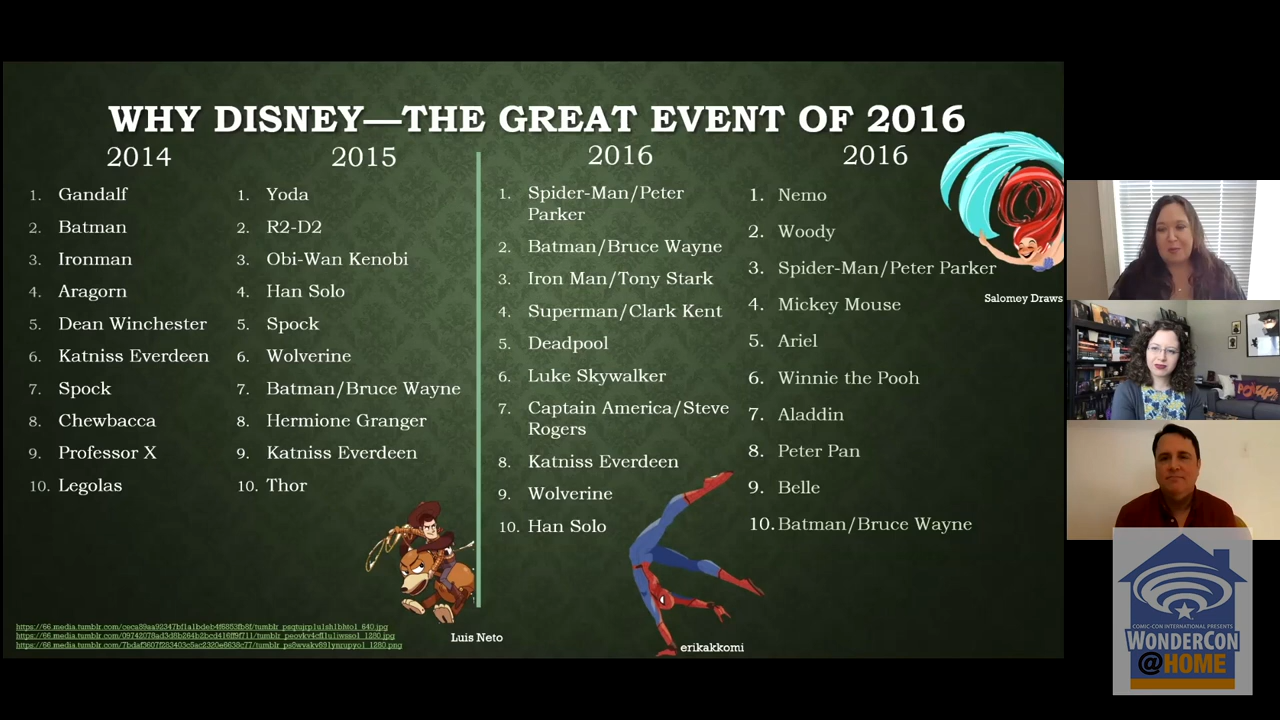 WHY DISNEY—THE GREAT EVENT OF 2016
2014
1. Gandalf
2. Batman
3. Ironman
4. Aragorn
5. Dean Winchester
6. Katniss Everdeen
7. Spock
8. Chewbacca
9. Professor X
10. Legolas
2015
1. Yoda
2. R2-D2
3. Obi-Wan Kenobi
4. Han Solo
5. Spock
6. Wolverine
7. Batman/Bruce Wayne
8. Hermione Granger
9. Katniss Everdeen
10. Thor
2016
1. Spider-Man/Peter
Parker
2. Batman/Bruce Wayne
3. Iron Man/Tony Stark
4. Superman/Clark Kent
5. Deadpool
6. Luke Skywalker
7. Captain America/Steve
Rogers
8. Katniss Everdeen
9. Wolverine
10. Han Solo
2016
1. Nemo
2. Woody
3. Spider-Man/Peter Parker
4. Mickey Mouse
5. Ariel
6. Winnie the Pooh
7. Aladdin
8. Peter Pan
9. Belle
10. Batman/Bruce Wayne
Salomey Draws
Luis Neto
erikakkomi
COMIC-CON INTERNATIONAL PRESENTS
WONDERCON
@HOME